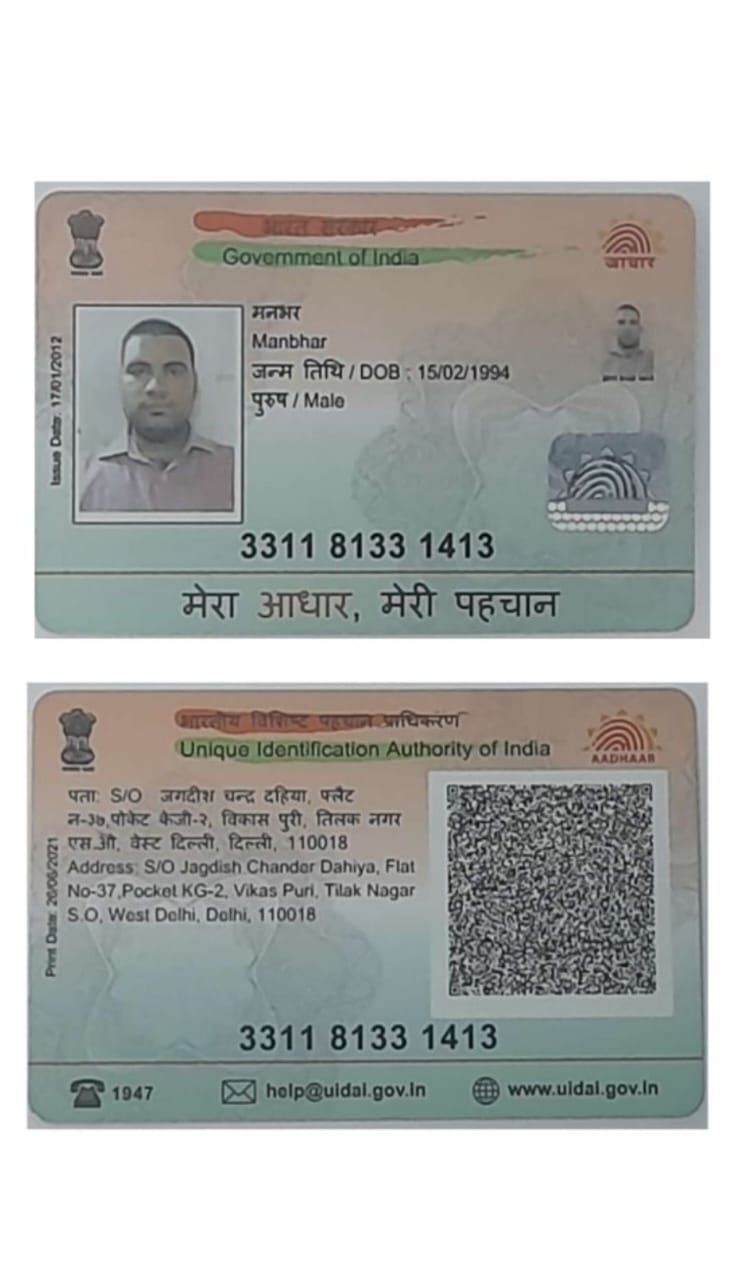 भारत सरकार
Government of India
आधार
Issue Date: 17/01/2012
मनभर
Manbhar
जन्म तिथि / DOB : 15/02/1994
पुरुष / Male
3311 8133 1413
मेरा आधार, मेरी पहचान
भारतीय विशिष्ट पहचान प्राधिकरण
Unique Identification Authority of India
AADHAAR
Print Date: 26/06/2021
पता: S/O जगदीश चन्द्र दहिया, फ्लैट
न-३७,पोकेट केजी-२, विकास पुरी, तिलक नगर
एस.ओ, वेस्ट दिल्ली, दिल्ली, 110018
Address: S/O Jagdish Chander Dahiya, Flat
No-37,Pocket KG-2, Vikas Puri, Tilak Nagar
S.O, West Delhi, Delhi, 110018
3311 8133 1413
1947 help@uidai.gov.in www.uidai.gov.in